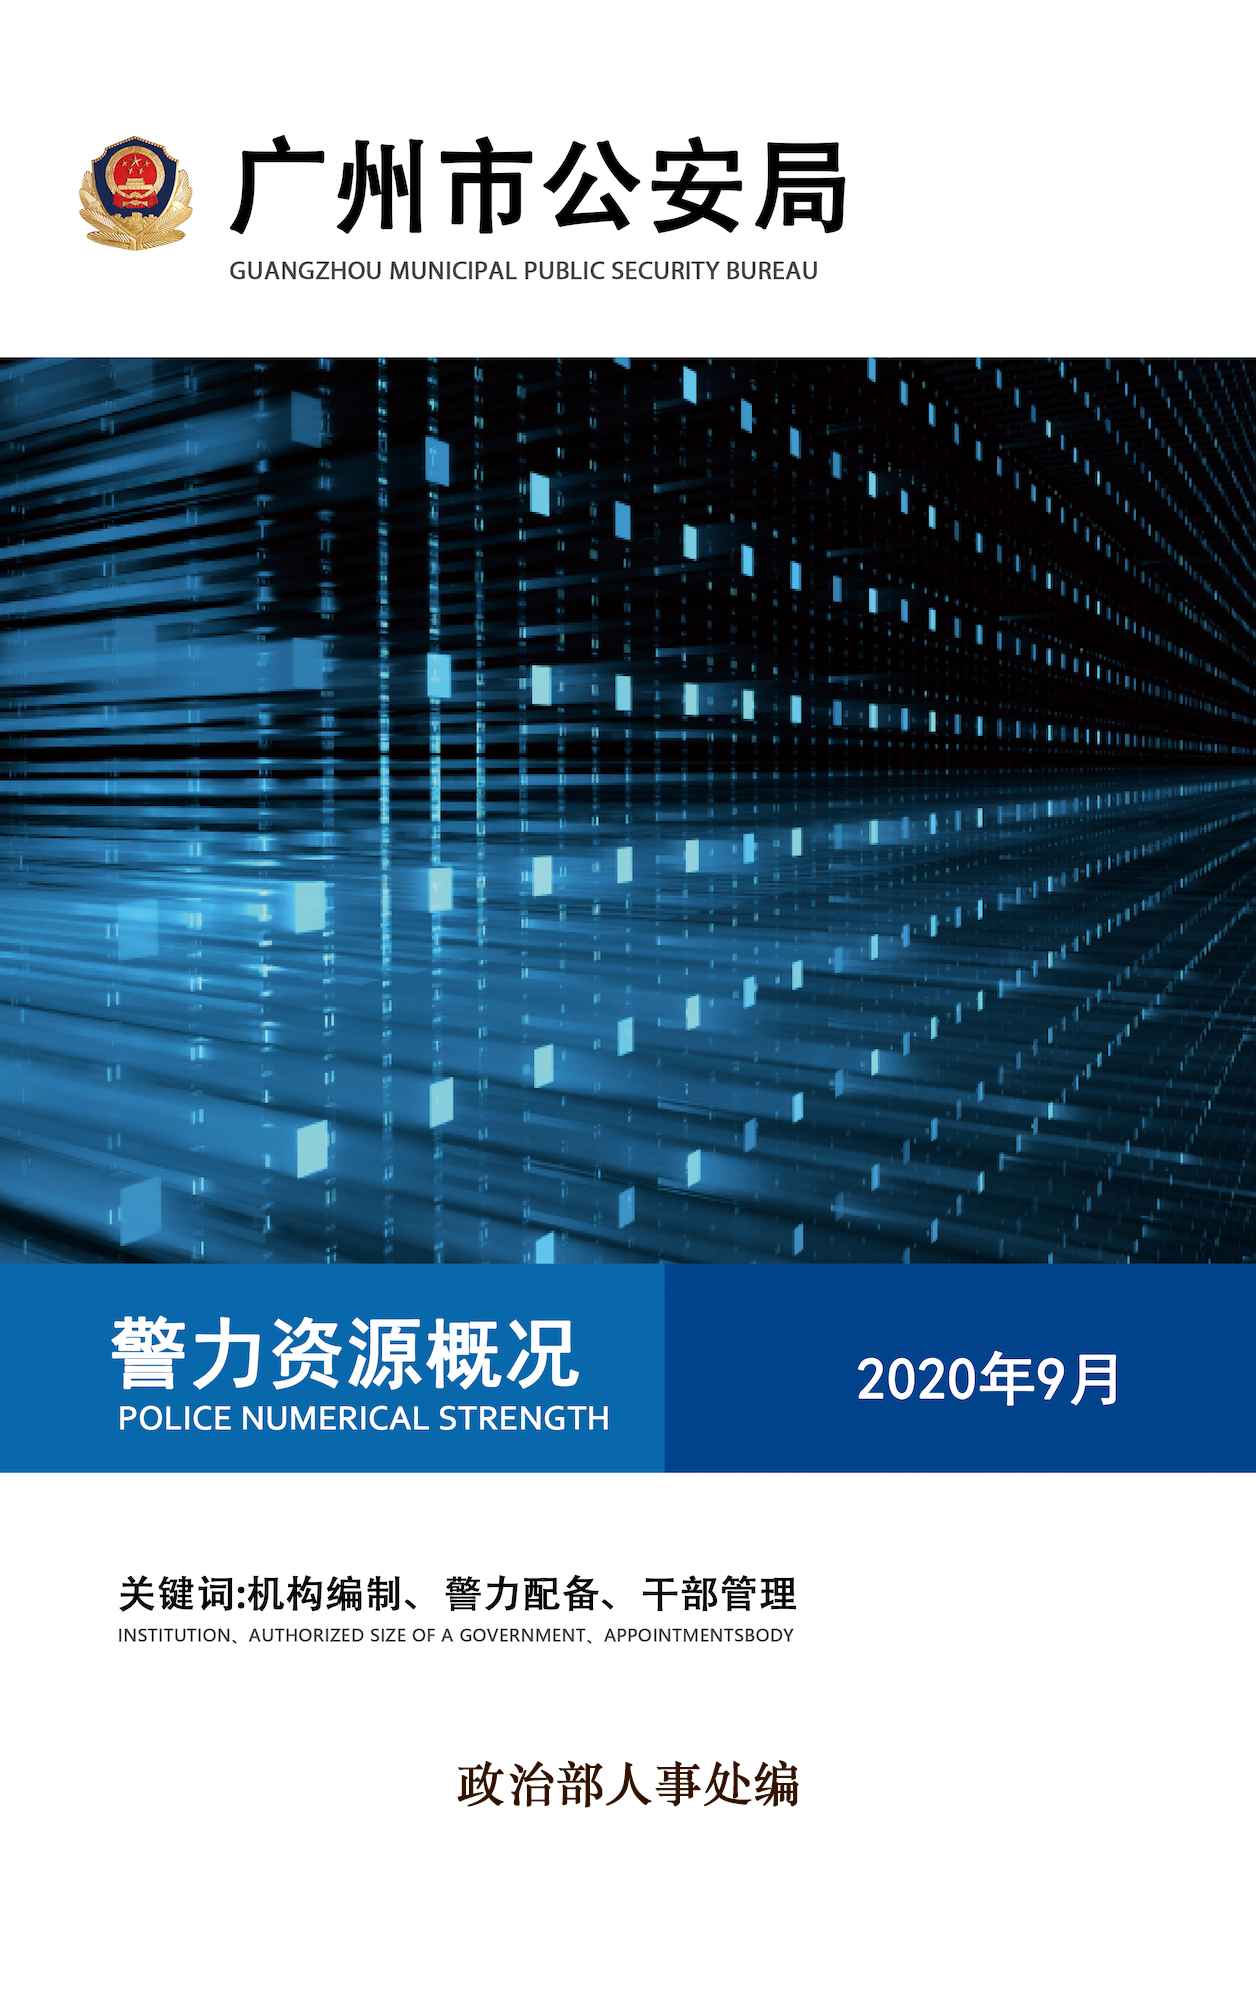 广州市公安局
GUANGZHOU MUNICIPAL PUBLIC SECURITY BUREAU
警力资源概况
POLICE NUMERICAL STRENGTH
2020年9月
关键词:机构编制、警力配备、干部管理
INSTITUTION、AUTHORIZED SIZE OF A GOVERNMENT、APPOINTMENTSBODY
政治部人事处编